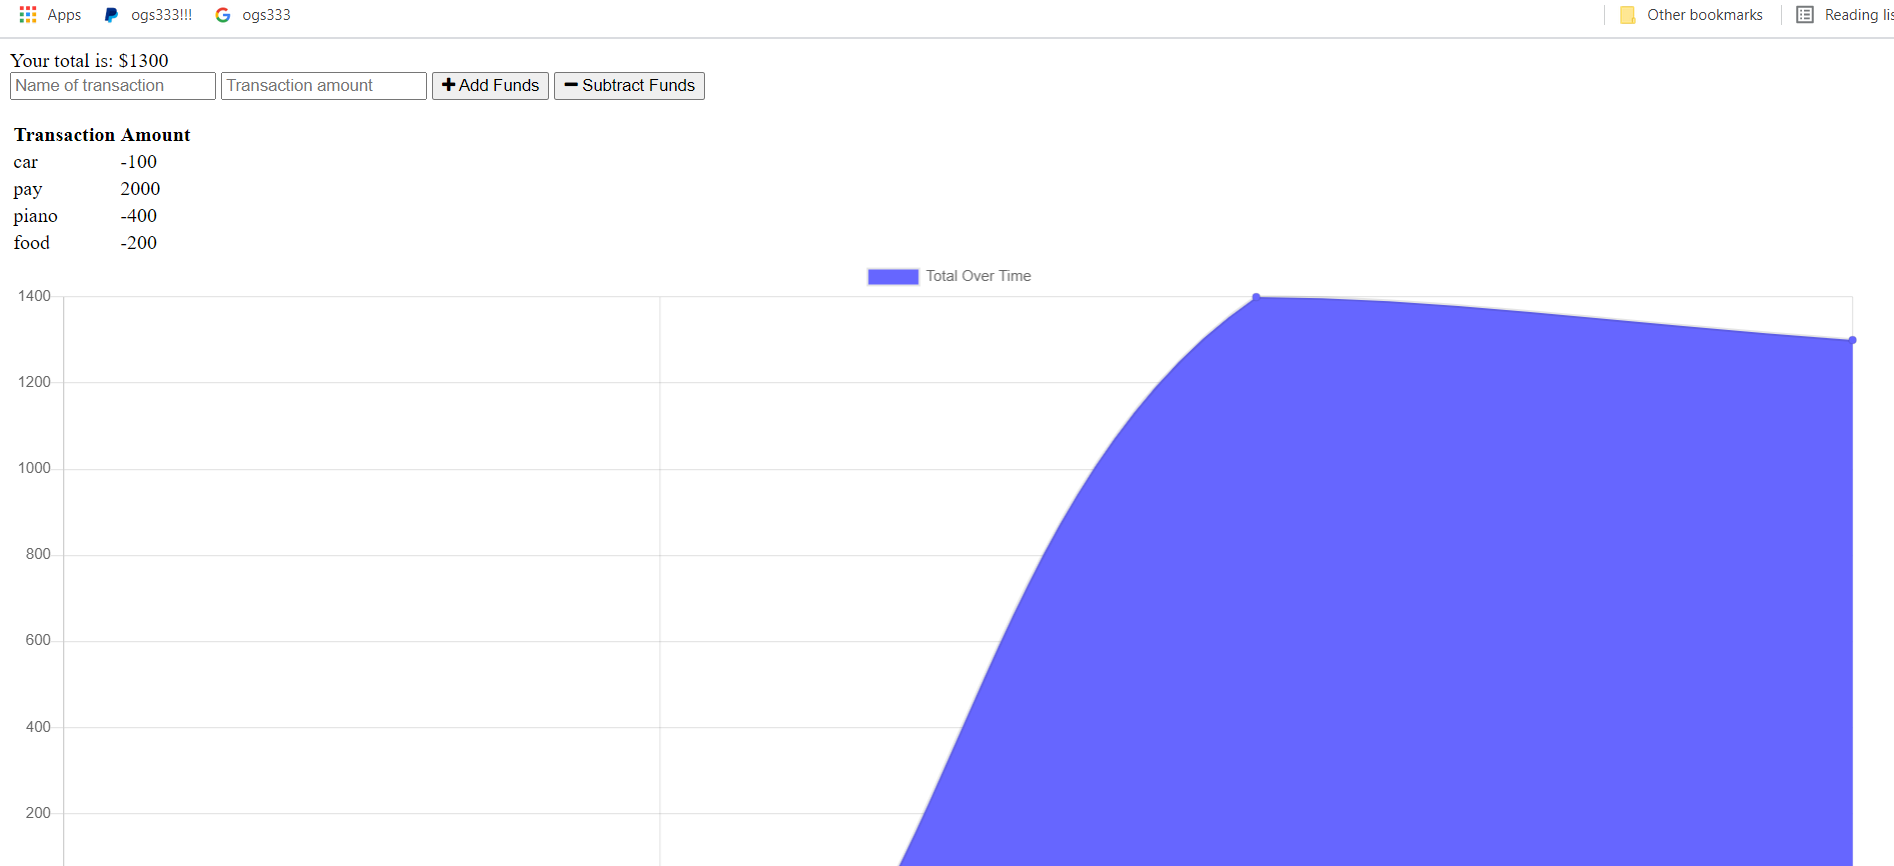 Apps ogs333!!! ogs333 Other bookmarks Reading lis
Your total is: $1300
Name of transaction Transaction amount Add Funds Subtract Funds
Transaction Amount
car -100
pay 2000
piano -400
food -200
Total Over Time
1400
1200
1000
800
600
400
200